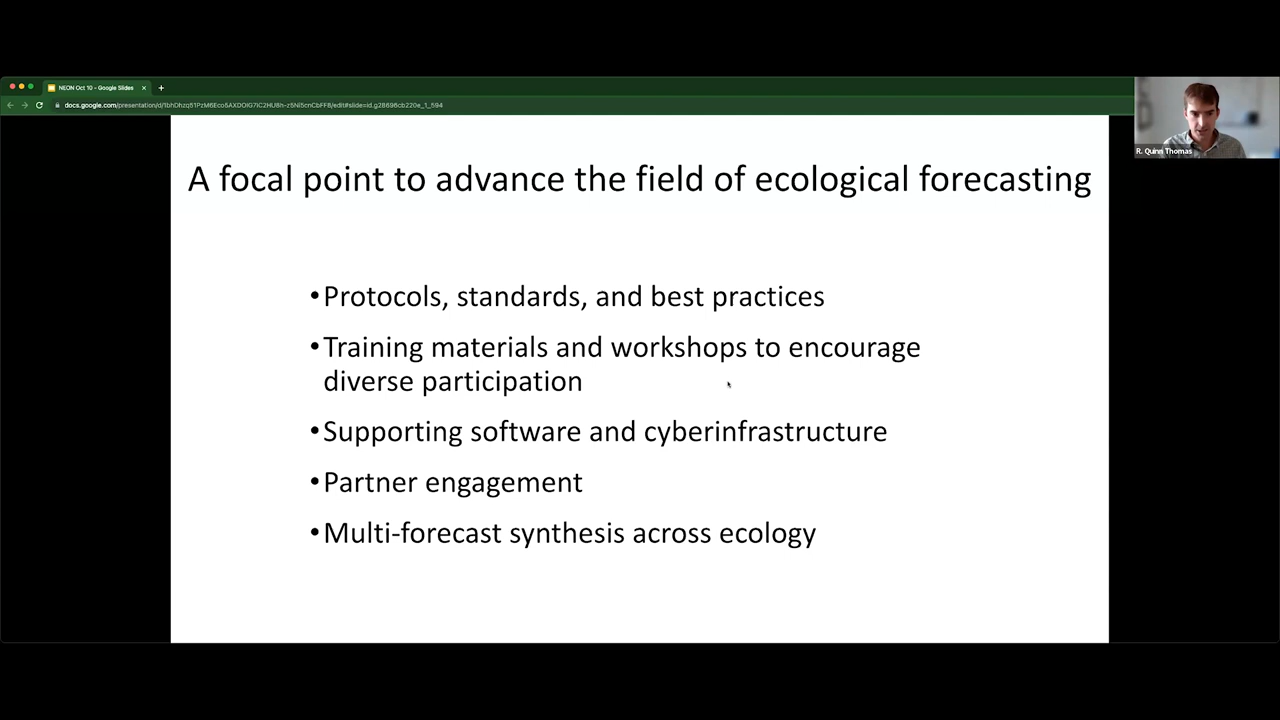 NEON Oct 10 - Google Slides
R. Quinn Thomas
A focal point to advance the field of ecological forecasting
•Protocols, standards, and best practices
•Training materials and workshops to encourage
diverse participation
•Supporting software and cyberinfrastructure
•Partner engagement
•Multi-forecast synthesis across ecology